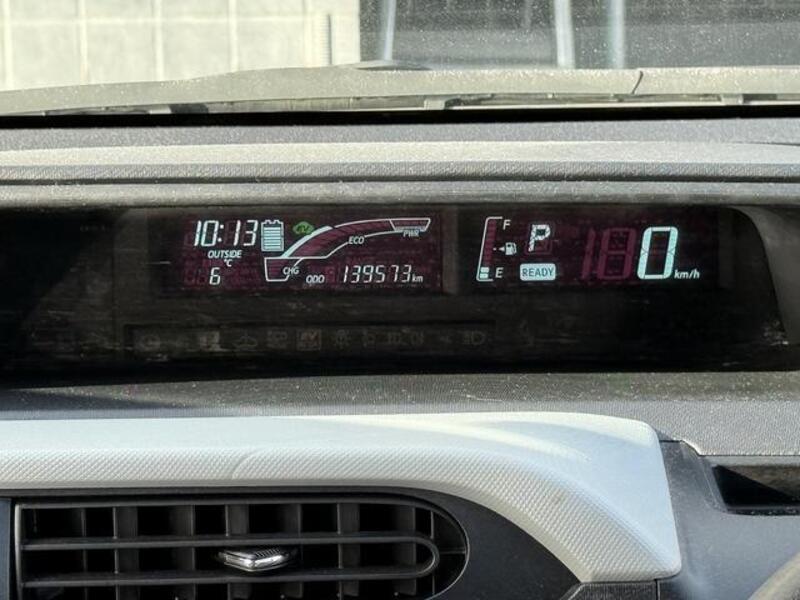 10:13
OUTSIDE
°C
6
CHG
ECO
PWR
ODO 139573 km
F
E
P
READY
0 km/h